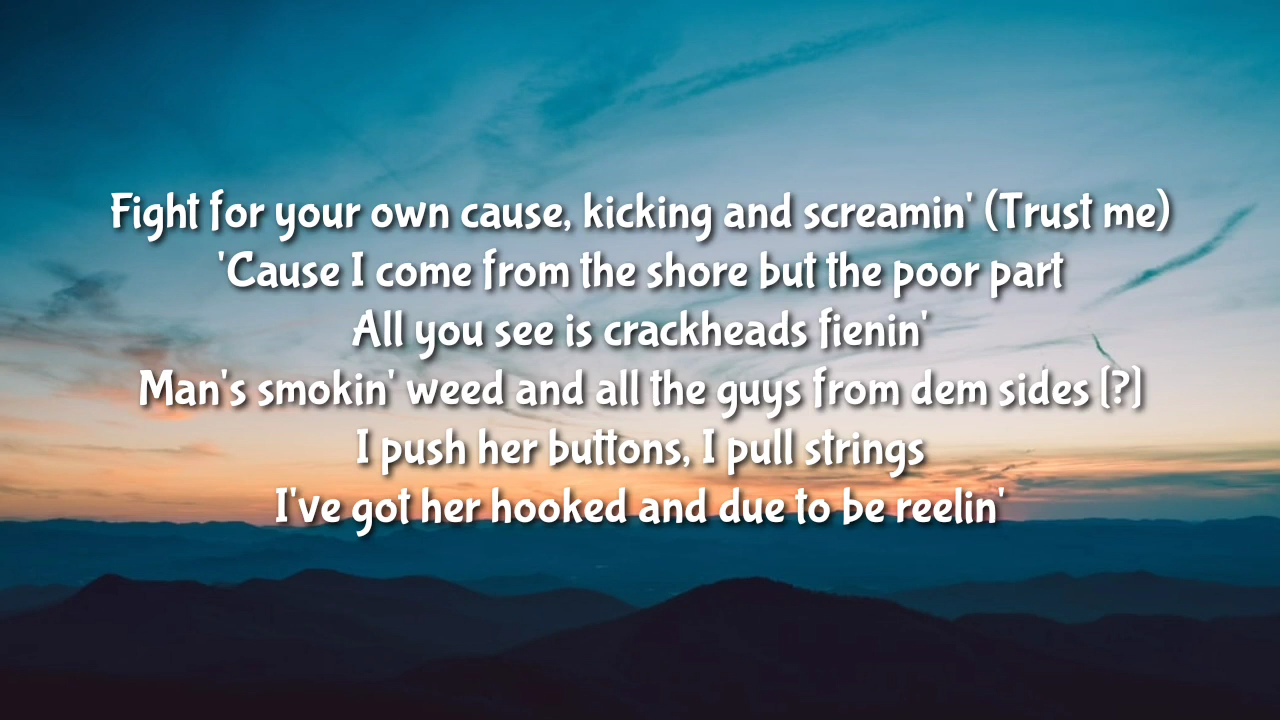 Fight for your own cause, kicking and screamin' (Trust me)
'Cause I come from the shore but the poor part
All you see is crackheads fienin'
Man's smokin' weed and all the guys from dem sides (?)
I push her buttons, I pull strings
I've got her hooked and due to be reelin'